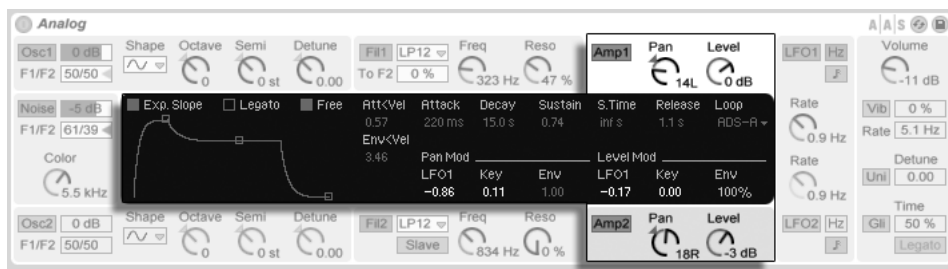 Analog
A|A|S
Osc1 0 dB Shape Octave Semi Detune Fil1 LP12 Freq Reso Amp1 Pan Level LFO1 Hz Volume
F1/F2 50/50 0 0 st 0.00 To F2 0 % 323 Hz 47 % 14L 0 dB -11 dB
Noise -5 dB Exp. Slope Legato Free Att<Vel Attack Decay Sustain S.Time Release Loop Rate Vib 0 %
0.57 220 ms 15.0 s 0.74 inf s 1.1 s ADS-A
F1/F2 61/39 Env<Vel 0.9 Hz Rate 5.1 Hz
Color 3.46 Pan Mod Level Mod Rate Detune
LFO1 Key Env LFO1 Key Env Uni 0.00
5.5 kHz -0.86 0.11 1.00 -0.17 0.00 100% 0.9 Hz
Time
Osc2 0 dB Shape Octave Semi Detune Fil2 LP12 Freq Reso Amp2 Pan Level LFO2 Hz Gli 50 %
F1/F2 50/50 0 0 st 0.00 Slave 834 Hz 0 % 18R -3 dB Legato